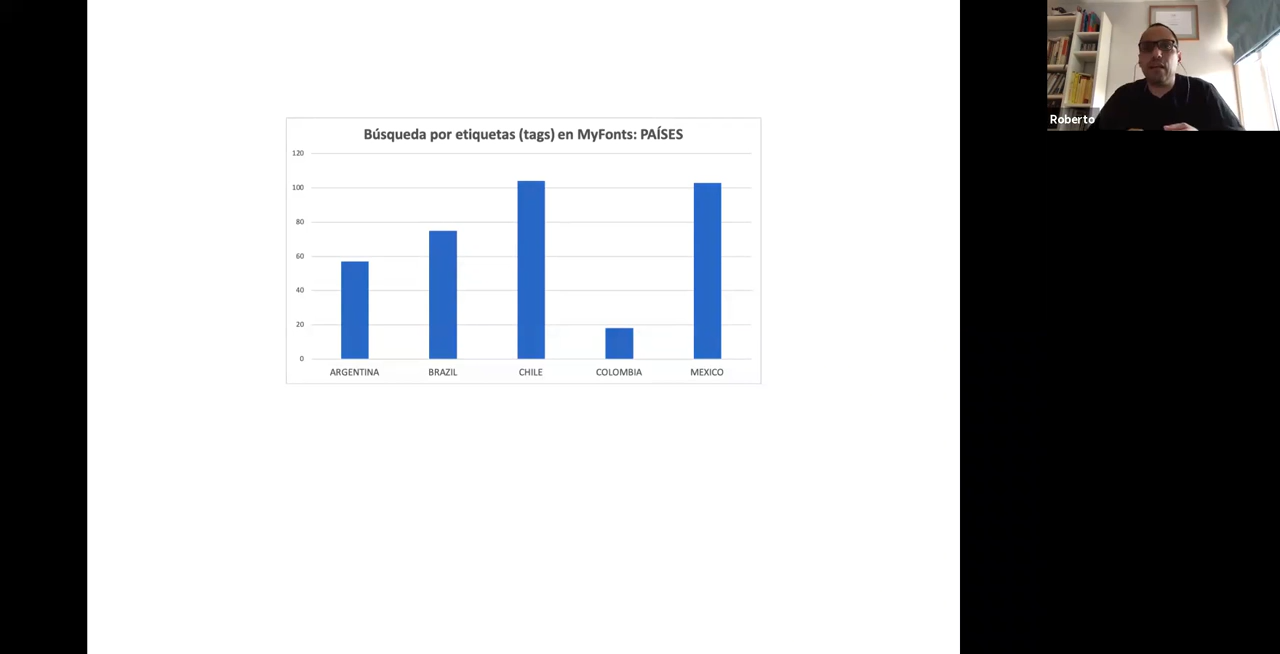 Búsqueda por etiquetas (tags) en MyFonts: PAÍSES
120
100
80
60
40
20
0
ARGENTINA BRAZIL CHILE COLOMBIA MEXICO
Roberto